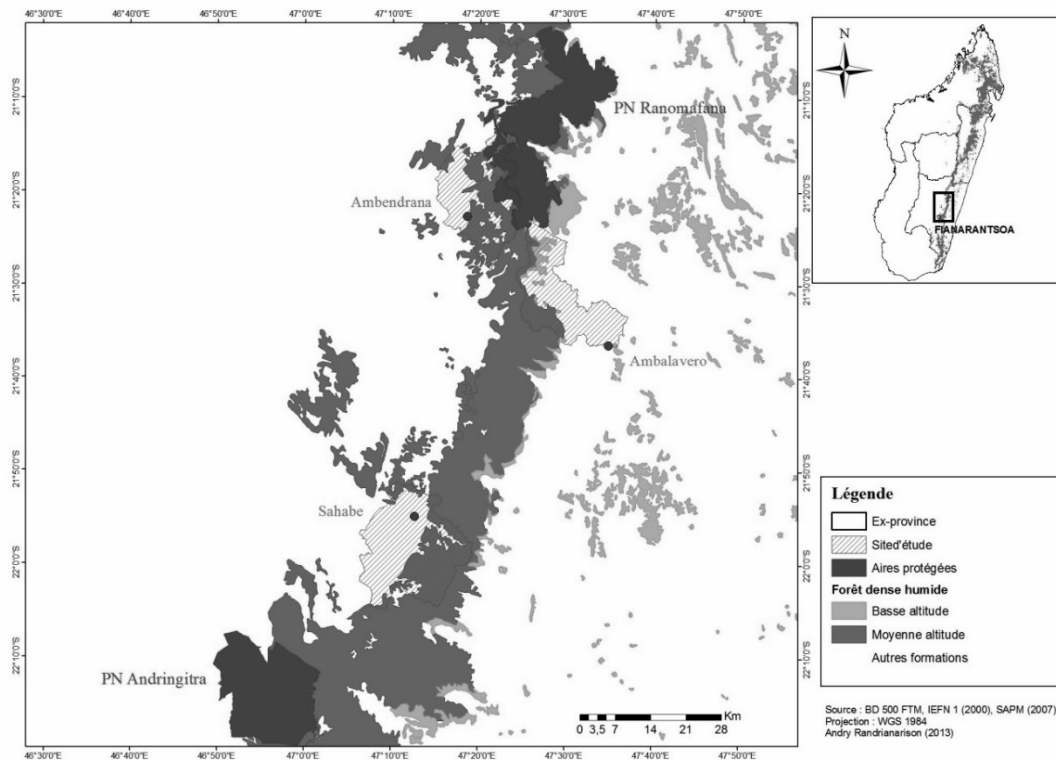 46°40'0"E
46°50'0"E
47°0'0"E
47°10'0"E
47°20'0"E
47°30'0"E
47°40'0"E
47°50'0"E
21°10'0"S
21°20'0"S
21°30'0"S
21°40'0"S
21°50'0"S
22°0'0"S
22°10'0"S
PN Ranomafana
Ambendrana
Ambalavero
Sahabe
PN Andringitra
Km
0 3,5 7 14 21 28
21°10'0"S
21°20'0"S
21°30'0"S
21°40'0"S
21°50'0"S
22°0'0"S
22°10'0"S
46°30'0"E
46°40'0"E
46°50'0"E
47°0'0"E
47°10'0"E
47°20'0"E
47°30'0"E
47°40'0"E
47°50'0"E
N
FIANARANTSOA
Légende
Ex-province
Sited'étude
Aires protégées
Forêt dense humide
Basse altitude
Moyenne altitude
Autres formations
Source : BD 500 FTM, IEFN 1 (2000), SAPM (2007)
Projection : WGS 1984
Andry Randrianarison (2013)